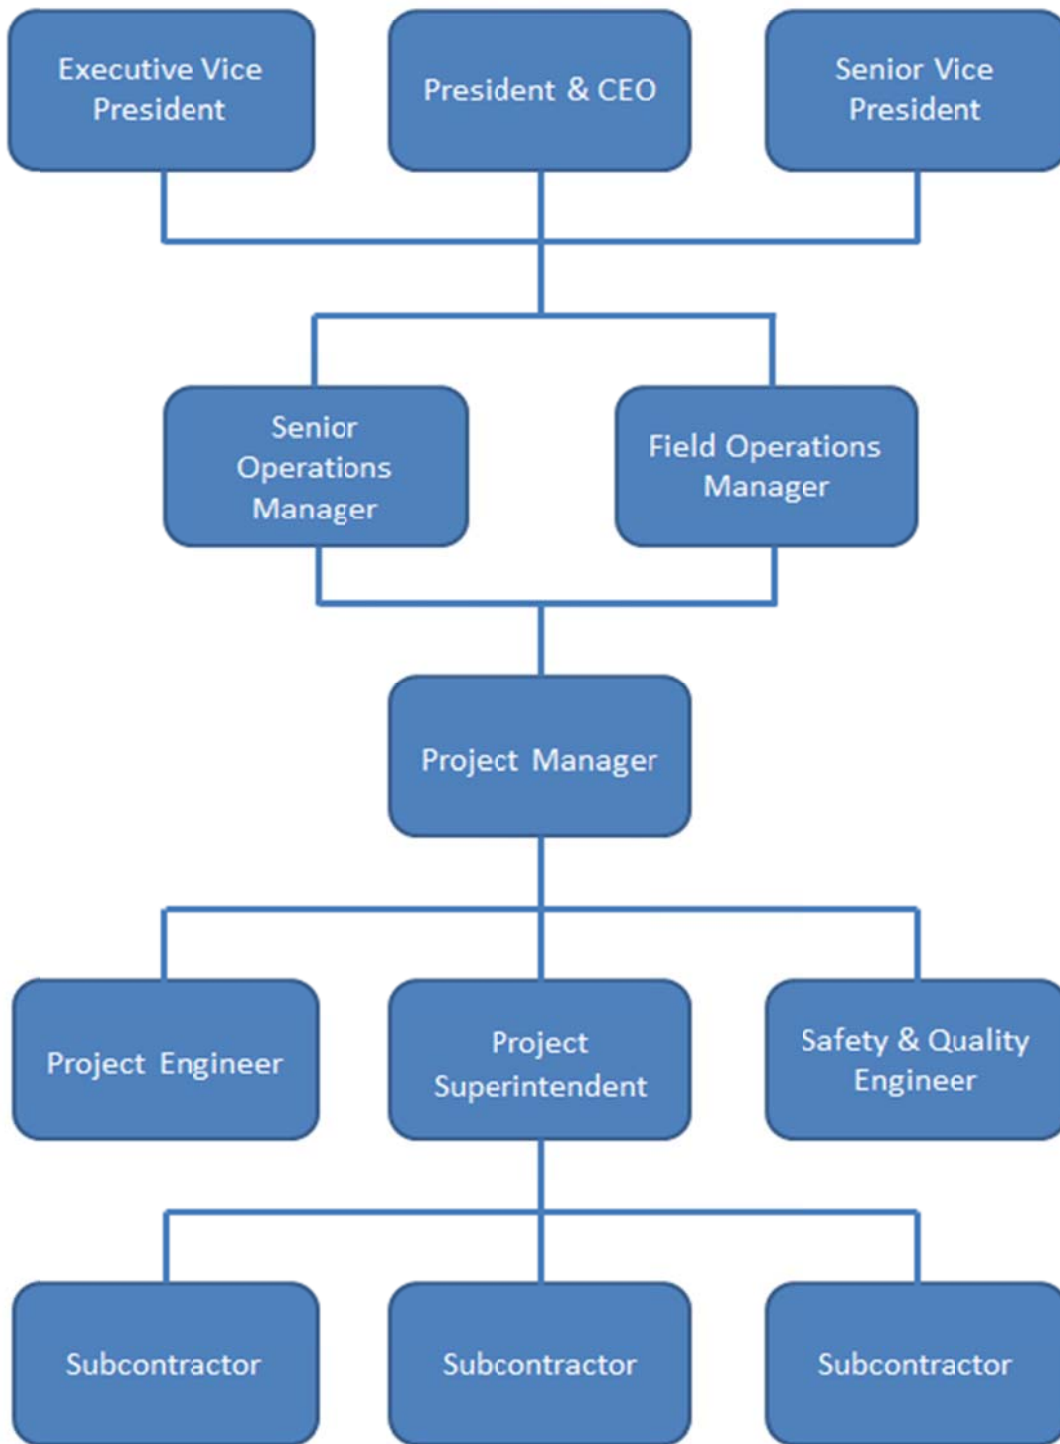 Executive Vice
President
President & CEO
Senior Vice
President
Senior
Operations
Manager
Field Operations
Manager
Project Manager
Project Engineer
Project
Superintendent
Safety & Quality
Engineer
Subcontractor
Subcontractor
Subcontractor